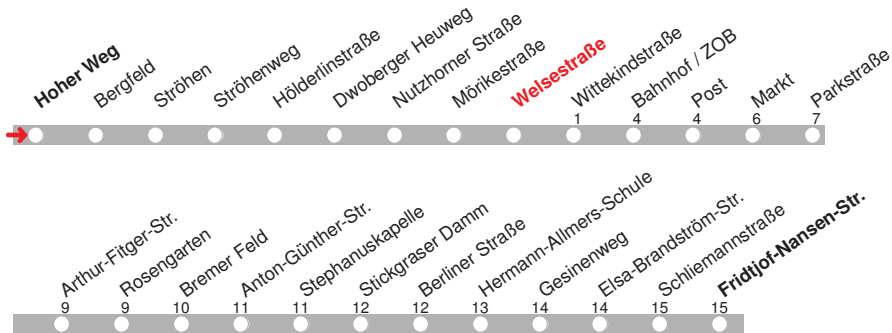 Hoher Weg
Bergfeld
Ströhen
Ströhenweg
Hölderlinstraße
Dwoberger Heuweg
Nutzhorner Straße
Mörikestraße
Welsestraße
Wittekindstraße
1
Bahnhof / ZOB
4
Post
4
Markt
6
Parkstraße
7
Arthur-Fitger-Str.
9
Rosengarten
9
Bremer Feld
10
Anton-Günther-Str.
11
Stephanuskapelle
11
Stickgraser Damm
12
Berliner Straße
12
Hermann-Allmers-Schule
13
Gesinenweg
14
Elsa-Brandström-Str.
14
Schliemannstraße
15
Fridtjof-Nansen-Str.
15